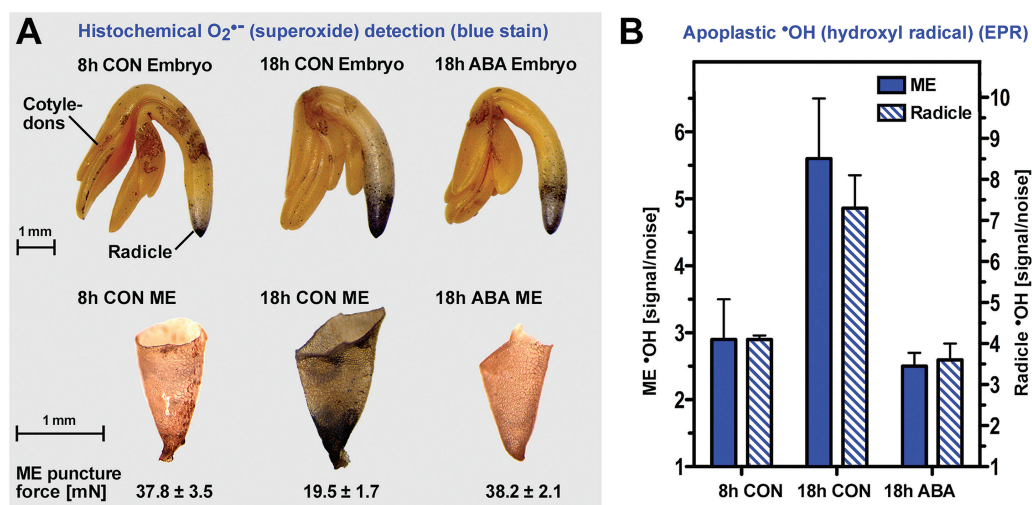 A
Histochemical O₂•- (superoxide) detection (blue stain)
8h CON Embryo
18h CON Embryo
18h ABA Embryo
Cotyle-
dons
1 mm
Radicle
8h CON ME
18h CON ME
18h ABA ME
1 mm
ME puncture
force [mN]
37.8 ± 3.5
19.5 ± 1.7
38.2 ± 2.1
B
Apoplastic •OH (hydroxyl radical) (EPR)
ME
Radicle
6
5
4
3
2
1
ME •OH [signal/noise]
10
9
8
7
6
5
4
3
2
1
Radicle •OH [signal/noise]
8h CON
18h CON
18h ABA